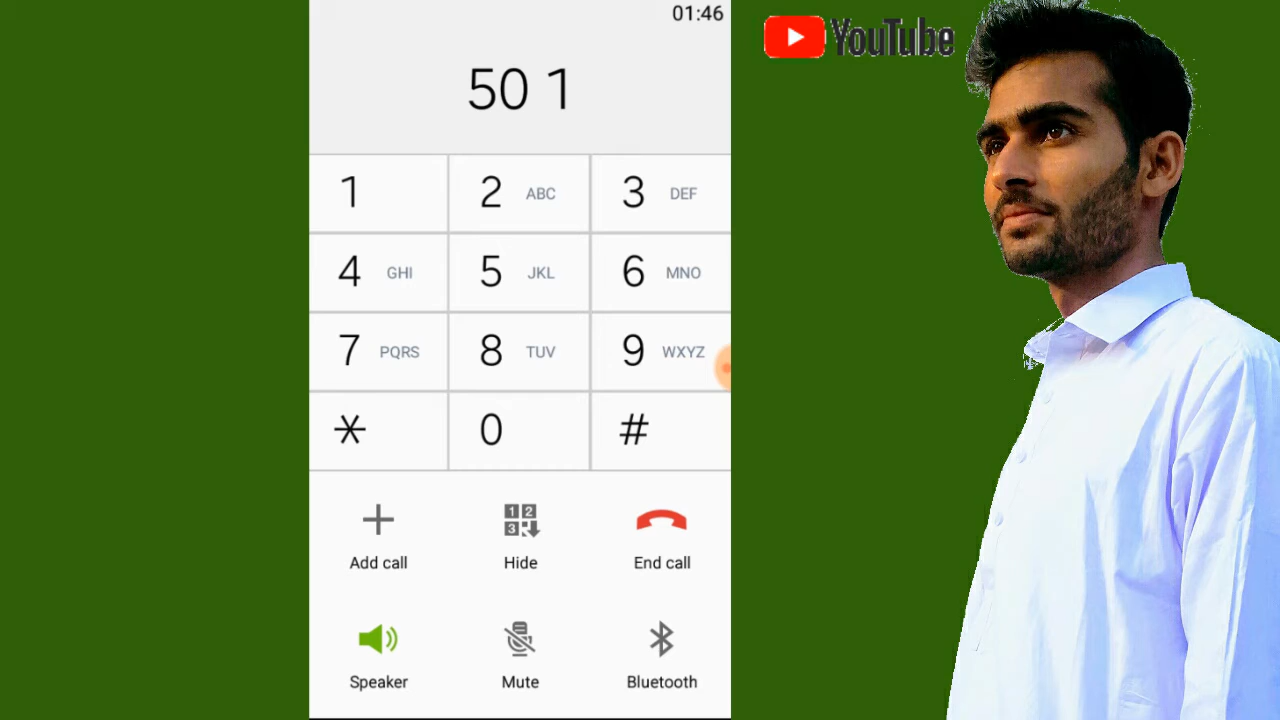 01:46
YouTube
50 1
1 2 ABC 3 DEF
4 GHI 5 JKL 6 MNO
7 PQRS 8 TUV 9 WXYZ
* 0 #
Add call Hide End call
Speaker Mute Bluetooth